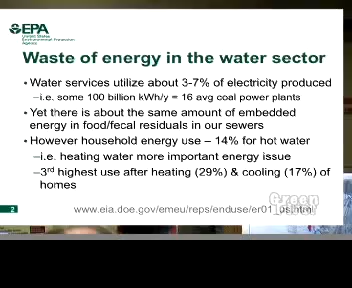 EPA
United States
Environmental Protection
Agency
Waste of energy in the water sector
• Water services utilize about 3-7% of electricity produced
–i.e. some 100 billion kWh/y = 16 avg coal power plants
• Yet there is about the same amount of embedded
energy in food/fecal residuals in our sewers
• However household energy use – 14% for hot water
–i.e. heating water more important energy issue
–3rd highest use after heating (29%) & cooling (17%) of
homes
Green
2
www.eia.doe.gov/emeu/reps/enduse/er01_us.html